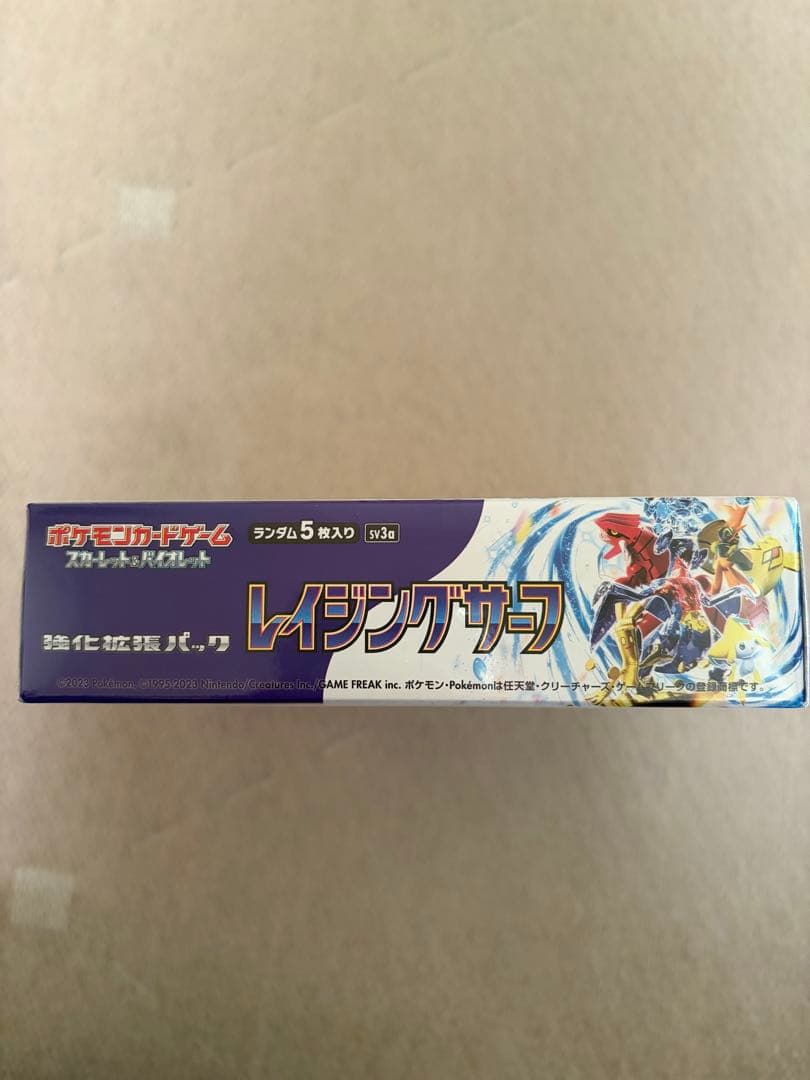 ポケモンカードゲーム
スカーレット&バイオレット
ランダム5枚入り
SV3a
強化拡張パック
レイジングサーフ
©2023 Pokémon. ©1995-2023 Nintendo/Creatures Inc./GAME FREAK inc. ポケモン・Pokémonは任天堂・クリーチャーズ・ゲームフリークの登録商標です。